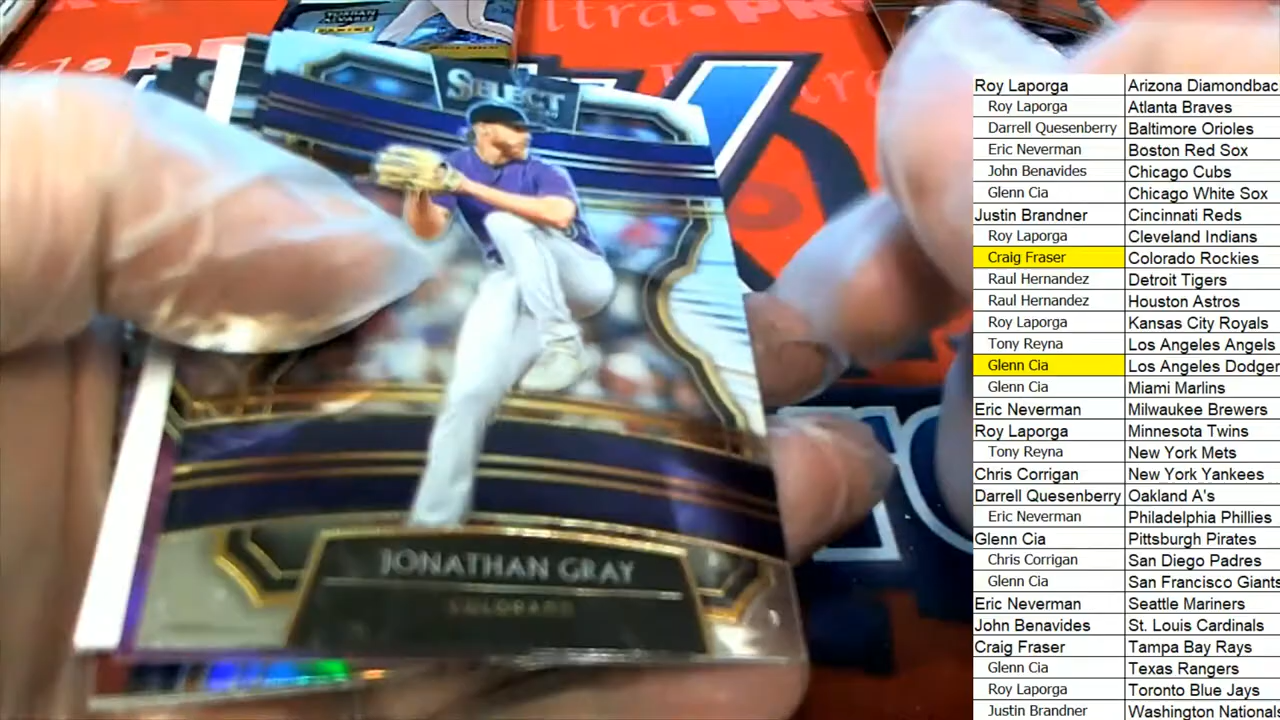 YORDAN
ALVAREZ
PANINI
ltra PRO
SELECT
JONATHAN GRAY
COLORADO
Roy Laporga Arizona Diamondbac
Roy Laporga Atlanta Braves
Darrell Quesenberry Baltimore Orioles
Eric Neverman Boston Red Sox
John Benavides Chicago Cubs
Glenn Cia Chicago White Sox
Justin Brandner Cincinnati Reds
Roy Laporga Cleveland Indians
Craig Fraser Colorado Rockies
Raul Hernandez Detroit Tigers
Raul Hernandez Houston Astros
Roy Laporga Kansas City Royals
Tony Reyna Los Angeles Angels
Glenn Cia Los Angeles Dodger
Glenn Cia Miami Marlins
Eric Neverman Milwaukee Brewers
Roy Laporga Minnesota Twins
Tony Reyna New York Mets
Chris Corrigan New York Yankees
Darrell Quesenberry Oakland A's
Eric Neverman Philadelphia Phillies
Glenn Cia Pittsburgh Pirates
Chris Corrigan San Diego Padres
Glenn Cia San Francisco Giants
Eric Neverman Seattle Mariners
John Benavides St. Louis Cardinals
Craig Fraser Tampa Bay Rays
Glenn Cia Texas Rangers
Roy Laporga Toronto Blue Jays
Justin Brandner Washington Nationals